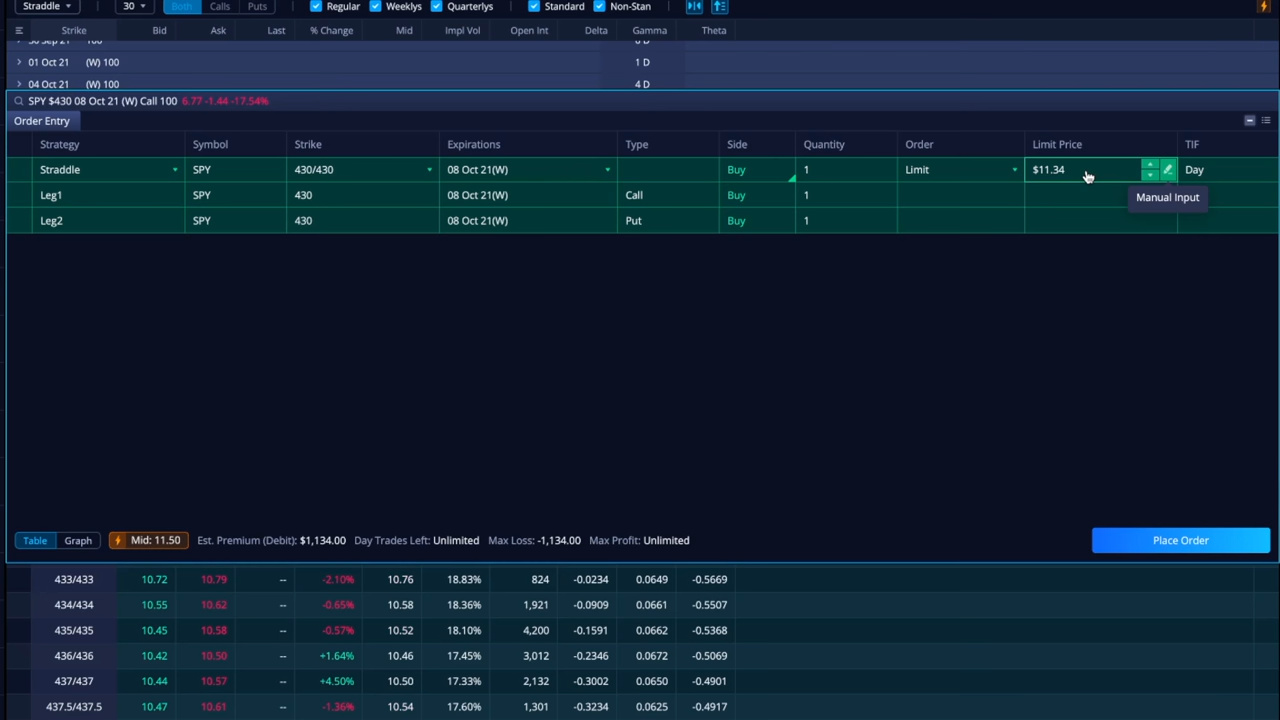 Straddle 30 Both Calls Puts Regular Weeklys Quarterlys Standard Non-Stan
Strike Bid Ask Last % Change Mid Impl Vol Open Int Delta Gamma Theta
30 Sep 21 100
01 Oct 21 (W) 100 1 D
04 Oct 21 (W) 100 4 D
SPY $430 08 Oct 21 (W) Call 100 6.77 -1.44 -17.54%
Order Entry
Strategy Symbol Strike Expirations Type Side Quantity Order Limit Price TIF
Straddle SPY 430/430 08 Oct 21(W) Buy 1 Limit $11.34 Day
Leg1 SPY 430 08 Oct 21(W) Call Buy 1
Manual Input
Leg2 SPY 430 08 Oct 21(W) Put Buy 1
Table Graph Mid: 11.50 Est. Premium (Debit): $1,134.00 Day Trades Left: Unlimited Max Loss: -1,134.00 Max Profit: Unlimited Place Order
433/433 10.72 10.79 -- -2.10% 10.76 18.83% 824 -0.0234 0.0649 -0.5669
434/434 10.55 10.62 -- -0.65% 10.58 18.36% 1,921 -0.0909 0.0661 -0.5507
435/435 10.45 10.58 -- -0.57% 10.52 18.10% 4,200 -0.1591 0.0662 -0.5368
436/436 10.42 10.50 -- +1.64% 10.46 17.45% 3,012 -0.2346 0.0672 -0.5069
437/437 10.44 10.57 -- +4.50% 10.50 17.33% 2,132 -0.3002 0.0650 -0.4901
437.5/437.5 10.47 10.61 -- -1.36% 10.54 17.60% 1,301 -0.3234 0.0625 -0.4917